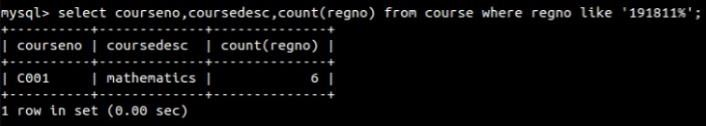 mysql> select courseno,coursedesc,count(regno) from course where regno like '191811%';
+----------+-------------+--------------+
| courseno | coursedesc  | count(regno) |
+----------+-------------+--------------+
| C001     | mathematics |            6 |
+----------+-------------+--------------+
1 row in set (0.00 sec)